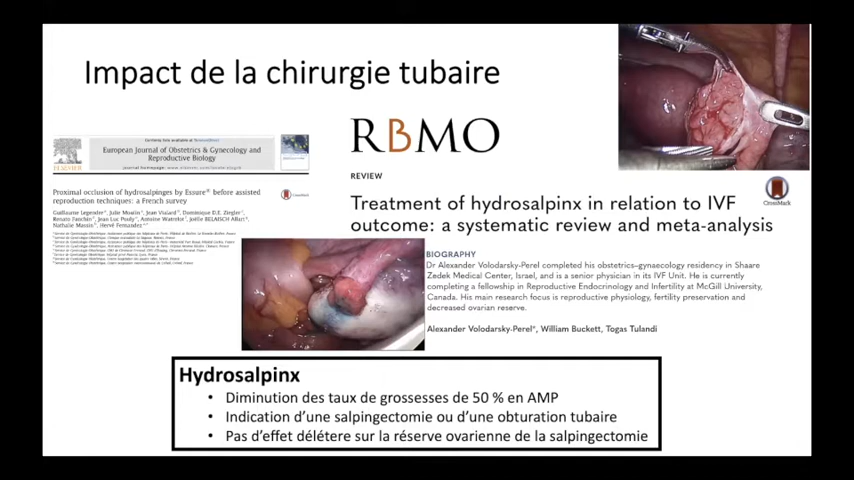 Impact de la chirurgie tubaire
ELSEVIER
European Journal of Obstetrics & Gynecology and
Reproductive Biology
Proximal occlusion of hydrosalpinges by Essure® before assisted
reproduction techniques: a French survey
CrossMark
RBMO
REVIEW
Treatment of hydrosalpinx in relation to IVF
outcome: a systematic review and meta-analysis
CrossMark
BIOGRAPHY
Dr Alexander Volodarsky-Perel completed his obstetrics–gynaecology residency in Shaare
Zedek Medical Center, Israel, and is a senior physician in its IVF Unit. He is currently
completing a fellowship in Reproductive Endocrinology and Infertility at McGill University,
Canada. His main research focus is reproductive physiology, fertility preservation and
decreased ovarian reserve.
Alexander Volodarsky-Perel*, William Buckett, Togas Tulandi
Hydrosalpinx
• Diminution des taux de grossesses de 50 % en AMP
• Indication d'une salpingectomie ou d'une obturation tubaire
• Pas d'effet délétere sur la réserve ovarienne de la salpingectomie